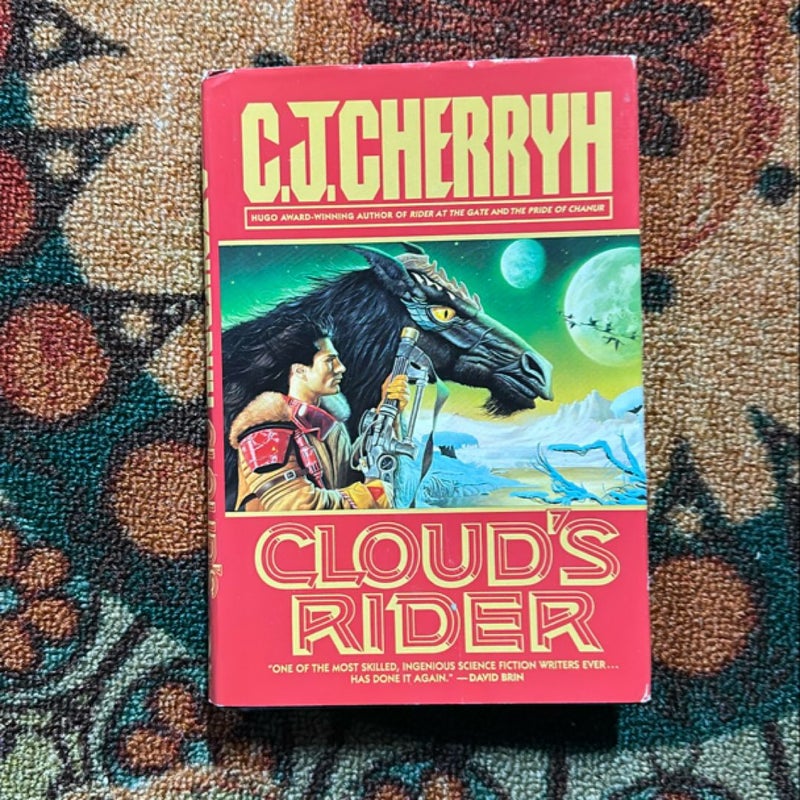 C.J. CHERRYH
HUGO AWARD-WINNING AUTHOR OF RIDER AT THE GATE AND THE PRIDE OF CHANUR
CLOUD'S
RIDER
"ONE OF THE MOST SKILLED, INGENIOUS SCIENCE FICTION WRITERS EVER...
HAS DONE IT AGAIN." —DAVID BRIN